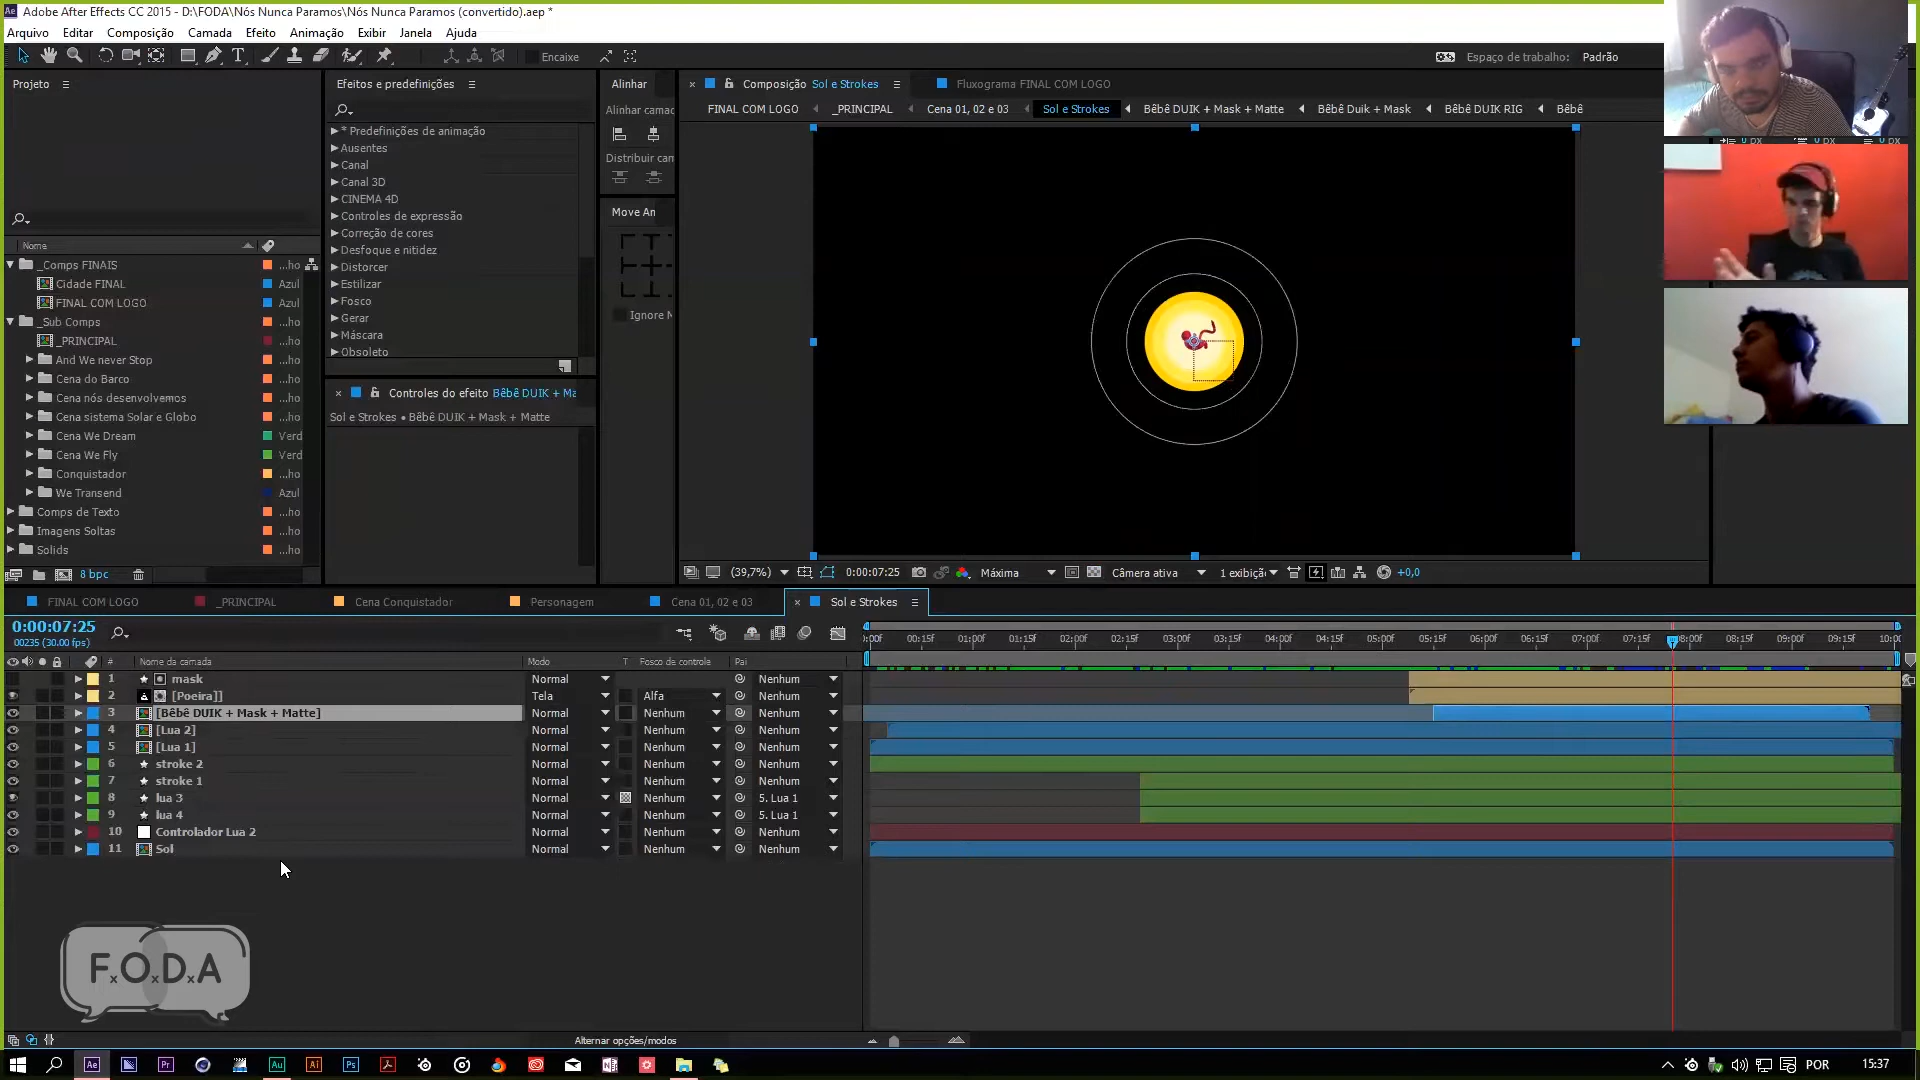 Adobe After Effects CC 2015 - D:\FODA\Nós Nunca Paramos\Nós Nunca Paramos (convertido).aep *
Arquivo Editar Composição Camada Efeito Animação Exibir Janela Ajuda
Encaixe
Espaço de trabalho: Padrão
Projeto
Nome
_Comps FINAIS ...ho
Cidade FINAL Azul
FINAL COM LOGO Azul
_Sub Comps ...ho
_PRINCIPAL ...ho
And We never Stop ...ho
Cena do Barco ...ho
Cena nós desenvolvemos ...ho
Cena sistema Solar e Globo ...ho
Cena We Dream Verd
Cena We Fly Verd
Conquistador ...ho
We Transend Azul
Comps de Texto ...ho
Imagens Soltas ...ho
Solids ...ho
8 bpc
Efeitos e predefinições
* Predefinições de animação
Ausentes
Canal
Canal 3D
CINEMA 4D
Controles de expressão
Correção de cores
Desfoque e nitidez
Distorcer
Estilizar
Fosco
Gerar
Máscara
Obsoleto
Controles do efeito Bêbê DUIK + Ma
Sol e Strokes • Bêbê DUIK + Mask + Matte
Alinhar
Alinhar camac
Distribuir can
Move An
Ignore M
Composição Sol e Strokes
Fluxograma FINAL COM LOGO
FINAL COM LOGO _PRINCIPAL Cena 01, 02 e 03 Sol e Strokes Bêbê DUIK + Mask + Matte Bêbê Duik + Mask Bêbê DUIK RIG Bêbê
0 px 0 px 0 px
(39,7%) 0:00:07:25 Máxima Câmera ativa 1 exibiçã +0,0
FINAL COM LOGO _PRINCIPAL Cena Conquistador Personagem Cena 01, 02 e 03 Sol e Strokes
0:00:07:25
00235 (30.00 fps)
:00f 00:15f 01:00f 01:15f 02:00f 02:15f 03:00f 03:15f 04:00f 04:15f 05:00f 05:15f 06:00f 06:15f 07:00f 07:15f 08:00f 08:15f 09:00f 09:15f 10:0
# Nome da camada Modo T Fosco de controle Pai
1 mask Normal Nenhum
2 [Poeira]] Tela Alfa Nenhum
3 [Bêbê DUIK + Mask + Matte] Normal Nenhum Nenhum
4 [Lua 2] Normal Nenhum Nenhum
5 [Lua 1] Normal Nenhum Nenhum
6 stroke 2 Normal Nenhum Nenhum
7 stroke 1 Normal Nenhum Nenhum
8 lua 3 Normal Nenhum 5. Lua 1
9 lua 4 Normal Nenhum 5. Lua 1
10 Controlador Lua 2 Normal Nenhum Nenhum
11 Sol Normal Nenhum Nenhum
FxOxDxA
Alternar opções/modos
Ae Pr Au Ai Ps
POR 15:37